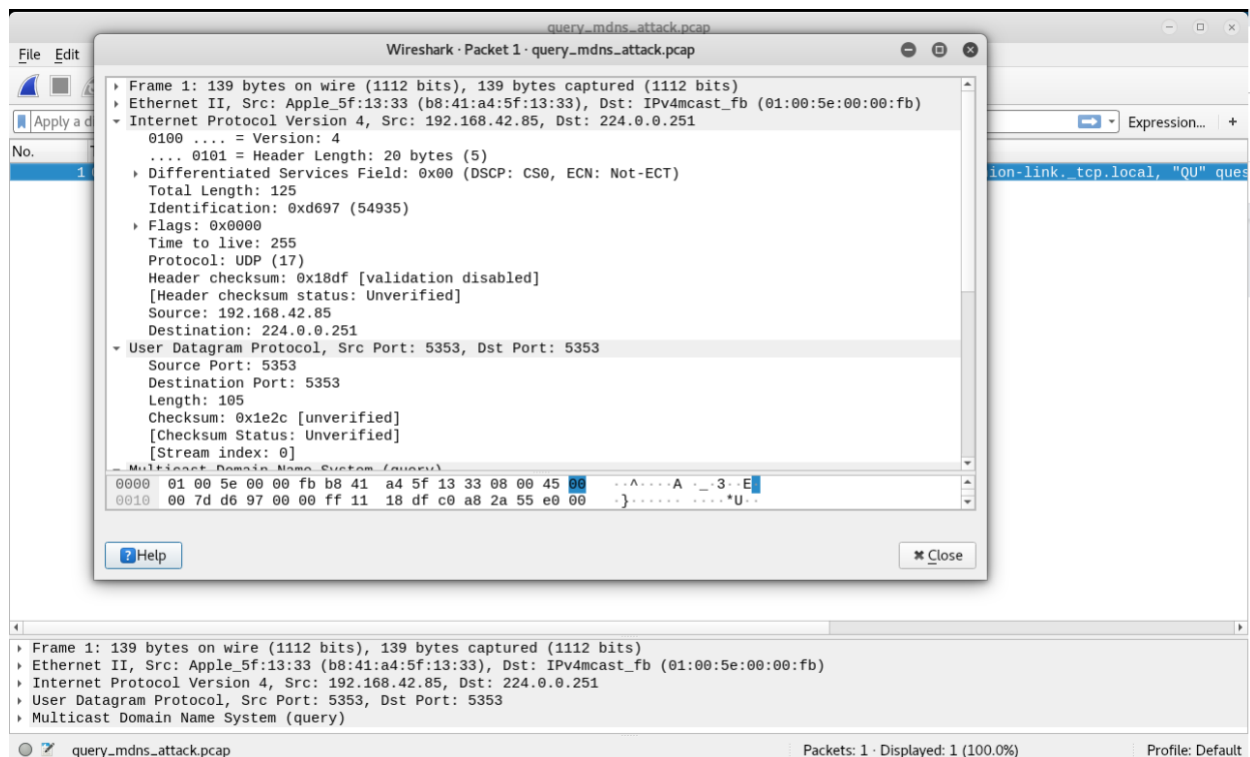 query_mdns_attack.pcap
File Edit
Wireshark · Packet 1 · query_mdns_attack.pcap
Frame 1: 139 bytes on wire (1112 bits), 139 bytes captured (1112 bits)
Ethernet II, Src: Apple_5f:13:33 (b8:41:a4:5f:13:33), Dst: IPv4mcast_fb (01:00:5e:00:00:fb)
Internet Protocol Version 4, Src: 192.168.42.85, Dst: 224.0.0.251
0100 .... = Version: 4
.... 0101 = Header Length: 20 bytes (5)
Differentiated Services Field: 0x00 (DSCP: CS0, ECN: Not-ECT)
Total Length: 125
Identification: 0xd697 (54935)
Flags: 0x0000
Time to live: 255
Protocol: UDP (17)
Header checksum: 0x18df [validation disabled]
[Header checksum status: Unverified]
Source: 192.168.42.85
Destination: 224.0.0.251
User Datagram Protocol, Src Port: 5353, Dst Port: 5353
Source Port: 5353
Destination Port: 5353
Length: 105
Checksum: 0x1e2c [unverified]
[Checksum Status: Unverified]
[Stream index: 0]
Multicast Domain Name System (query)
0000 01 00 5e 00 00 fb b8 41 a4 5f 13 33 08 00 45 00 ··^····A ·_·3··E·
0010 00 7d d6 97 00 00 ff 11 18 df c0 a8 2a 55 e0 00 ·}······ ····*U··
Help
Close
Apply a d
Expression... +
No.
1
ion-link._tcp.local, "QU" ques
Frame 1: 139 bytes on wire (1112 bits), 139 bytes captured (1112 bits)
Ethernet II, Src: Apple_5f:13:33 (b8:41:a4:5f:13:33), Dst: IPv4mcast_fb (01:00:5e:00:00:fb)
Internet Protocol Version 4, Src: 192.168.42.85, Dst: 224.0.0.251
User Datagram Protocol, Src Port: 5353, Dst Port: 5353
Multicast Domain Name System (query)
query_mdns_attack.pcap
Packets: 1 · Displayed: 1 (100.0%)
Profile: Default